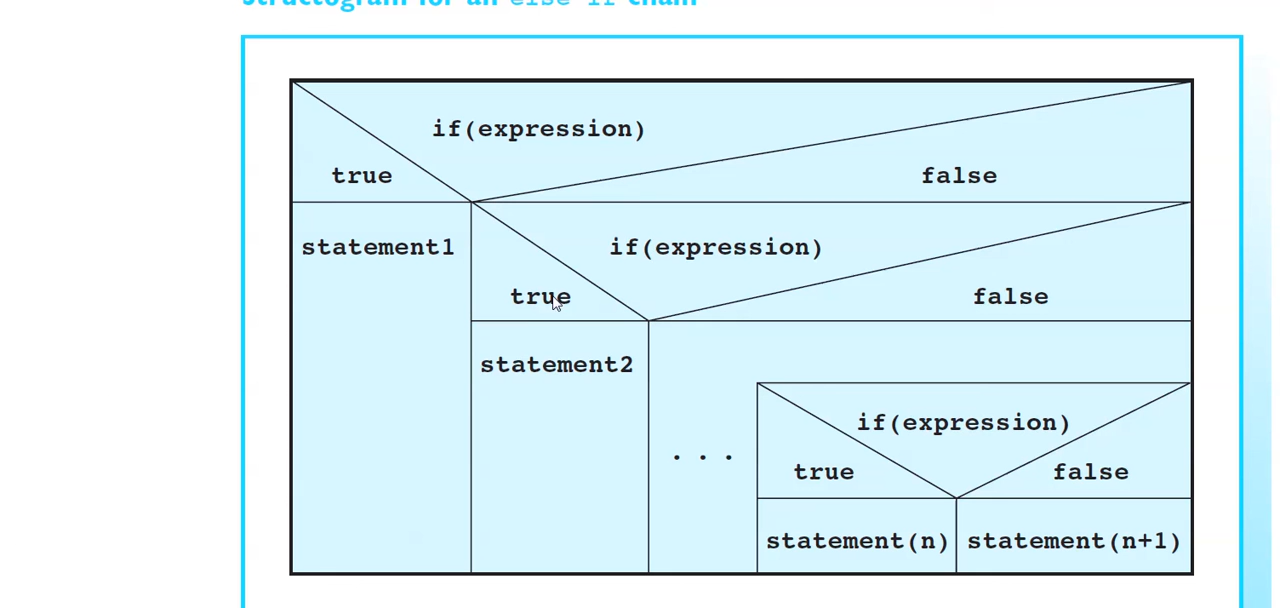 Structogram for an else-if chain
if(expression)
true
false
statement1
if(expression)
true
false
statement2
if(expression)
. . .
true
false
statement(n)
statement(n+1)